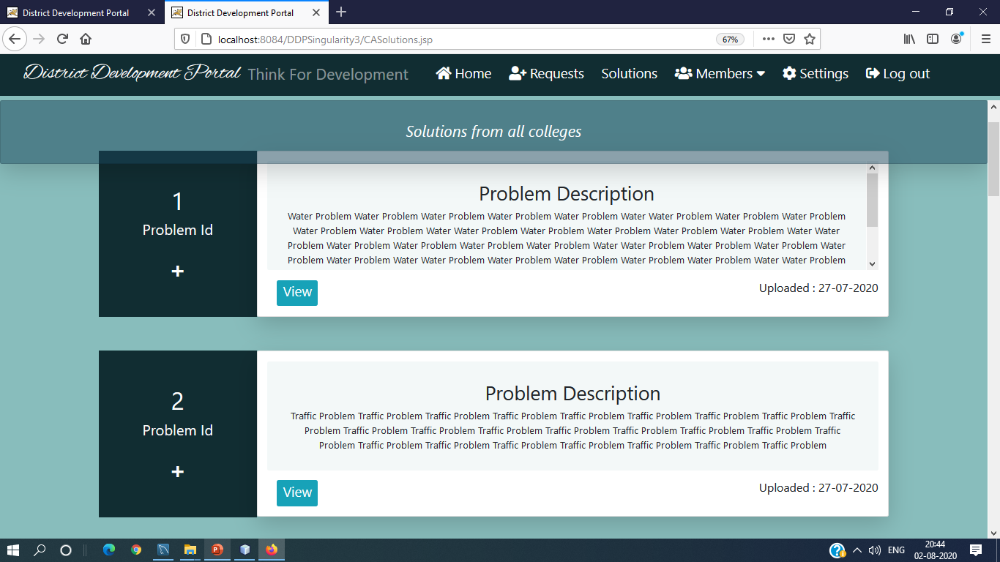 District Development Portal
District Development Portal
localhost:8084/DDPSingularity3/CASolutions.jsp
67%
District Development Portal Think For Development Home Requests Solutions Members Settings Log out
Solutions from all colleges
1
Problem Id
+
Problem Description
Water Problem Water Problem Water Problem Water Problem Water Problem Water Water Problem Water Problem Water Problem
Water Problem Water Problem Water Water Problem Water Problem Water Problem Water Problem Water Problem Water Water
Problem Water Problem Water Problem Water Problem Water Problem Water Water Problem Water Problem Water Problem Water
Problem Water Problem Water Water Problem Water Problem Water Problem Water Problem Water Problem Water Water Problem
View
Uploaded : 27-07-2020
2
Problem Id
+
Problem Description
Traffic Problem Traffic Problem Traffic Problem Traffic Problem Traffic Problem Traffic Problem Traffic Problem Traffic Problem Traffic
Problem Traffic Problem Traffic Problem Traffic Problem Traffic Problem Traffic Problem Traffic Problem Traffic Problem Traffic
Problem Traffic Problem Traffic Problem Traffic Problem Traffic Problem Traffic Problem Traffic Problem Traffic Problem
View
Uploaded : 27-07-2020
ENG
20:44
02-08-2020